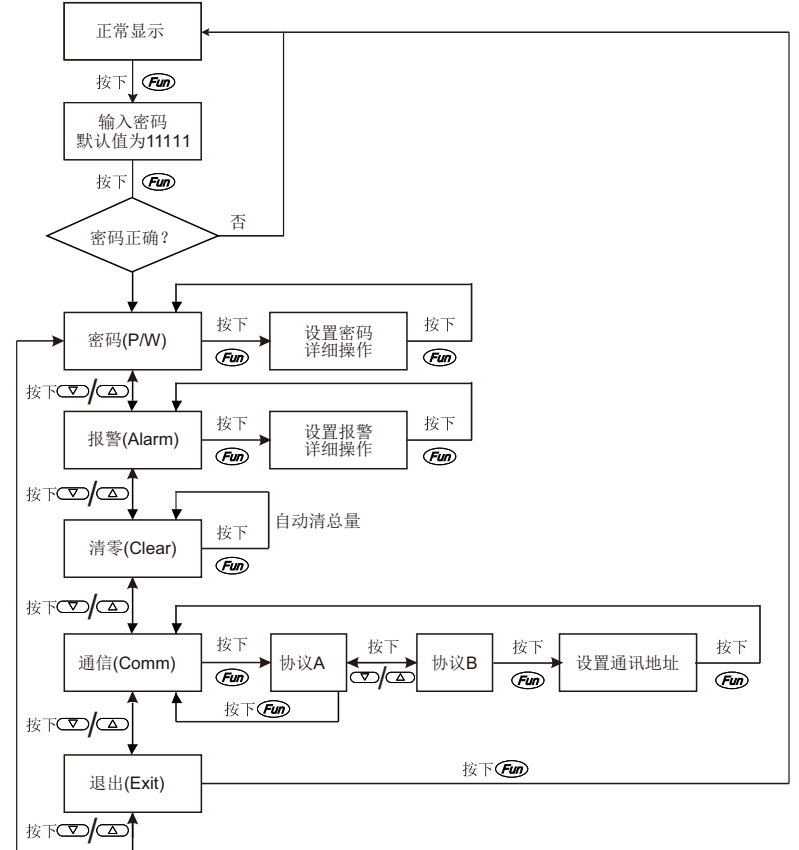 正常显示
按下 Fun
输入密码
默认值为11111
按下 Fun
密码正确?
否
密码(P/W)
按下
Fun
设置密码
详细操作
按下
Fun
按下▽/△
报警(Alarm)
按下
Fun
设置报警
详细操作
按下
Fun
按下▽/△
清零(Clear)
按下
Fun
自动清总量
按下▽/△
通信(Comm)
按下
Fun
协议A
按下
▽/△
协议B
按下
Fun
设置通讯地址
按下
Fun
按下Fun
按下▽/△
退出(Exit)
按下Fun
按下▽/△